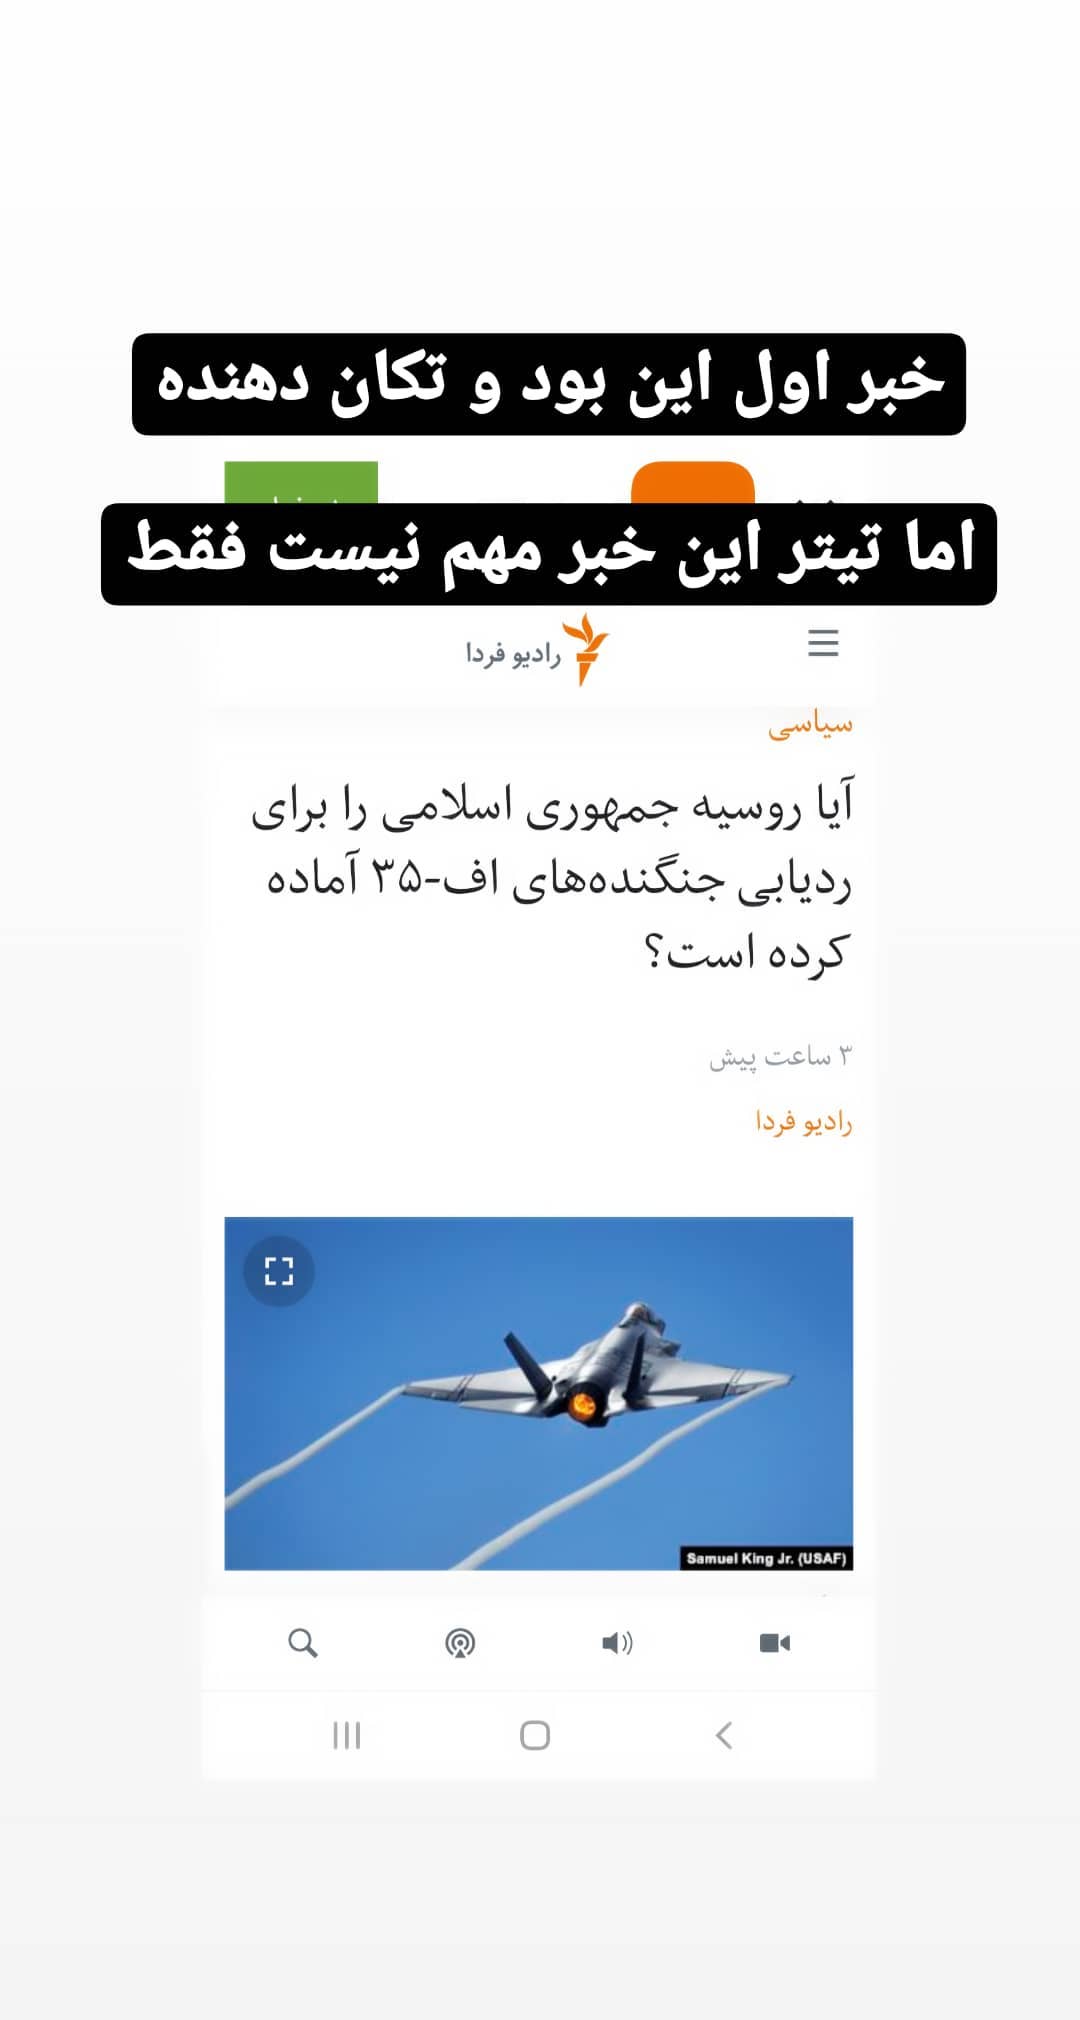 خبر اول این بود و تکان دهنده
اما تیتر این خبر مهم نیست فقط
رادیو فردا
سیاسی
آیا روسیه جمهوری اسلامی را برای
ردیابی جنگنده‌های اف-۳۵ آماده
کرده است؟
۳ ساعت پیش
رادیو فردا
Samuel King Jr. (USAF)